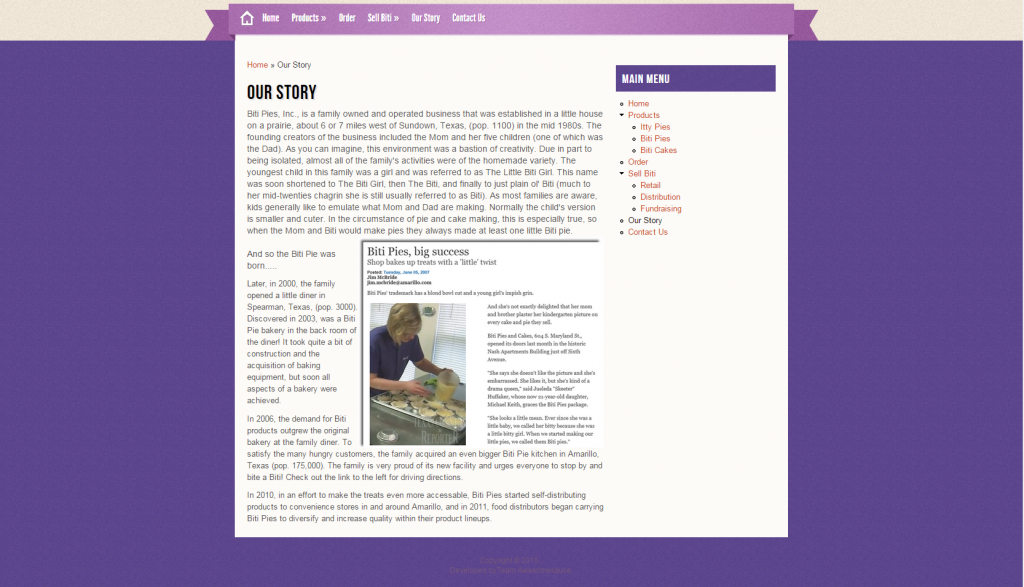 Home Products » Order Sell Biti » Our Story Contact Us
Home » Our Story
OUR STORY
Biti Pies, Inc., is a family owned and operated business that was established in a little house
on a prairie, about 6 or 7 miles west of Sundown, Texas, (pop. 1100) in the mid 1980s. The
founding creators of the business included the Mom and her five children (one of which was
the Dad). As you can imagine, this environment was a bastion of creativity. Due in part to
being isolated, almost all of the family's activities were of the homemade variety. The
youngest child in this family was a girl and was referred to as The Little Biti Girl. This name
was soon shortened to The Biti Girl, then The Biti, and finally to just plain ol' Biti (much to
her mid-twenties chagrin she is still usually referred to as Biti). As most families are aware,
kids generally like to emulate what Mom and Dad are making. Normally the child's version
is smaller and cuter. In the circumstance of pie and cake making, this is especially true, so
when the Mom and Biti would make pies they always made at least one little Biti pie.
And so the Biti Pie was
born.....
Later, in 2000, the family
opened a little diner in
Spearman, Texas, (pop. 3000).
Discovered in 2003, was a Biti
Pie bakery in the back room of
the diner! It took quite a bit of
construction and the
acquisition of baking
equipment, but soon all
aspects of a bakery were
achieved.
In 2006, the demand for Biti
products outgrew the original
bakery at the family diner. To
satisfy the many hungry customers, the family acquired an even bigger Biti Pie kitchen in Amarillo,
Texas (pop. 175,000). The family is very proud of its new facility and urges everyone to stop by and
bite a Biti! Check out the link to the left for driving directions.
In 2010, in an effort to make the treats even more accessable, Biti Pies started self-distributing
products to convenience stores in and around Amarillo, and in 2011, food distributors began carrying
Biti Pies to diversify and increase quality within their product lineups.
Biti Pies, big success
Shop bakes up treats with a 'little' twist
Posted: Tuesday, June 05, 2007
Jim McBride
jim.mcbride@amarillo.com
Biti Pies' trademark has a blond bowl cut and a young girl's impish grin.
And she's not exactly delighted that her mom
and brother plaster her kindergarten picture on
every cake and pie they sell.
Biti Pies and Cakes, 604 S. Maryland St.,
opened its doors last month in the historic
Nash Apartments Building just off Sixth
Avenue.
"She says she doesn't like the picture and she's
embarrassed. She likes it, but she's kind of a
drama queen," said Jaeleda "Skeeter"
Huffaker, whose now 21-year-old daughter,
Michael Keith, graces the Biti Pies package.
"She looks a little mean. Ever since she was a
little baby, we called her bitty because she was
a little bitty girl. When we started making our
little pies, we called them Biti pies."
MAIN MENU
Home
Products
Itty Pies
Biti Pies
Biti Cakes
Order
Sell Biti
Retail
Distribution
Fundraising
Our Story
Contact Us